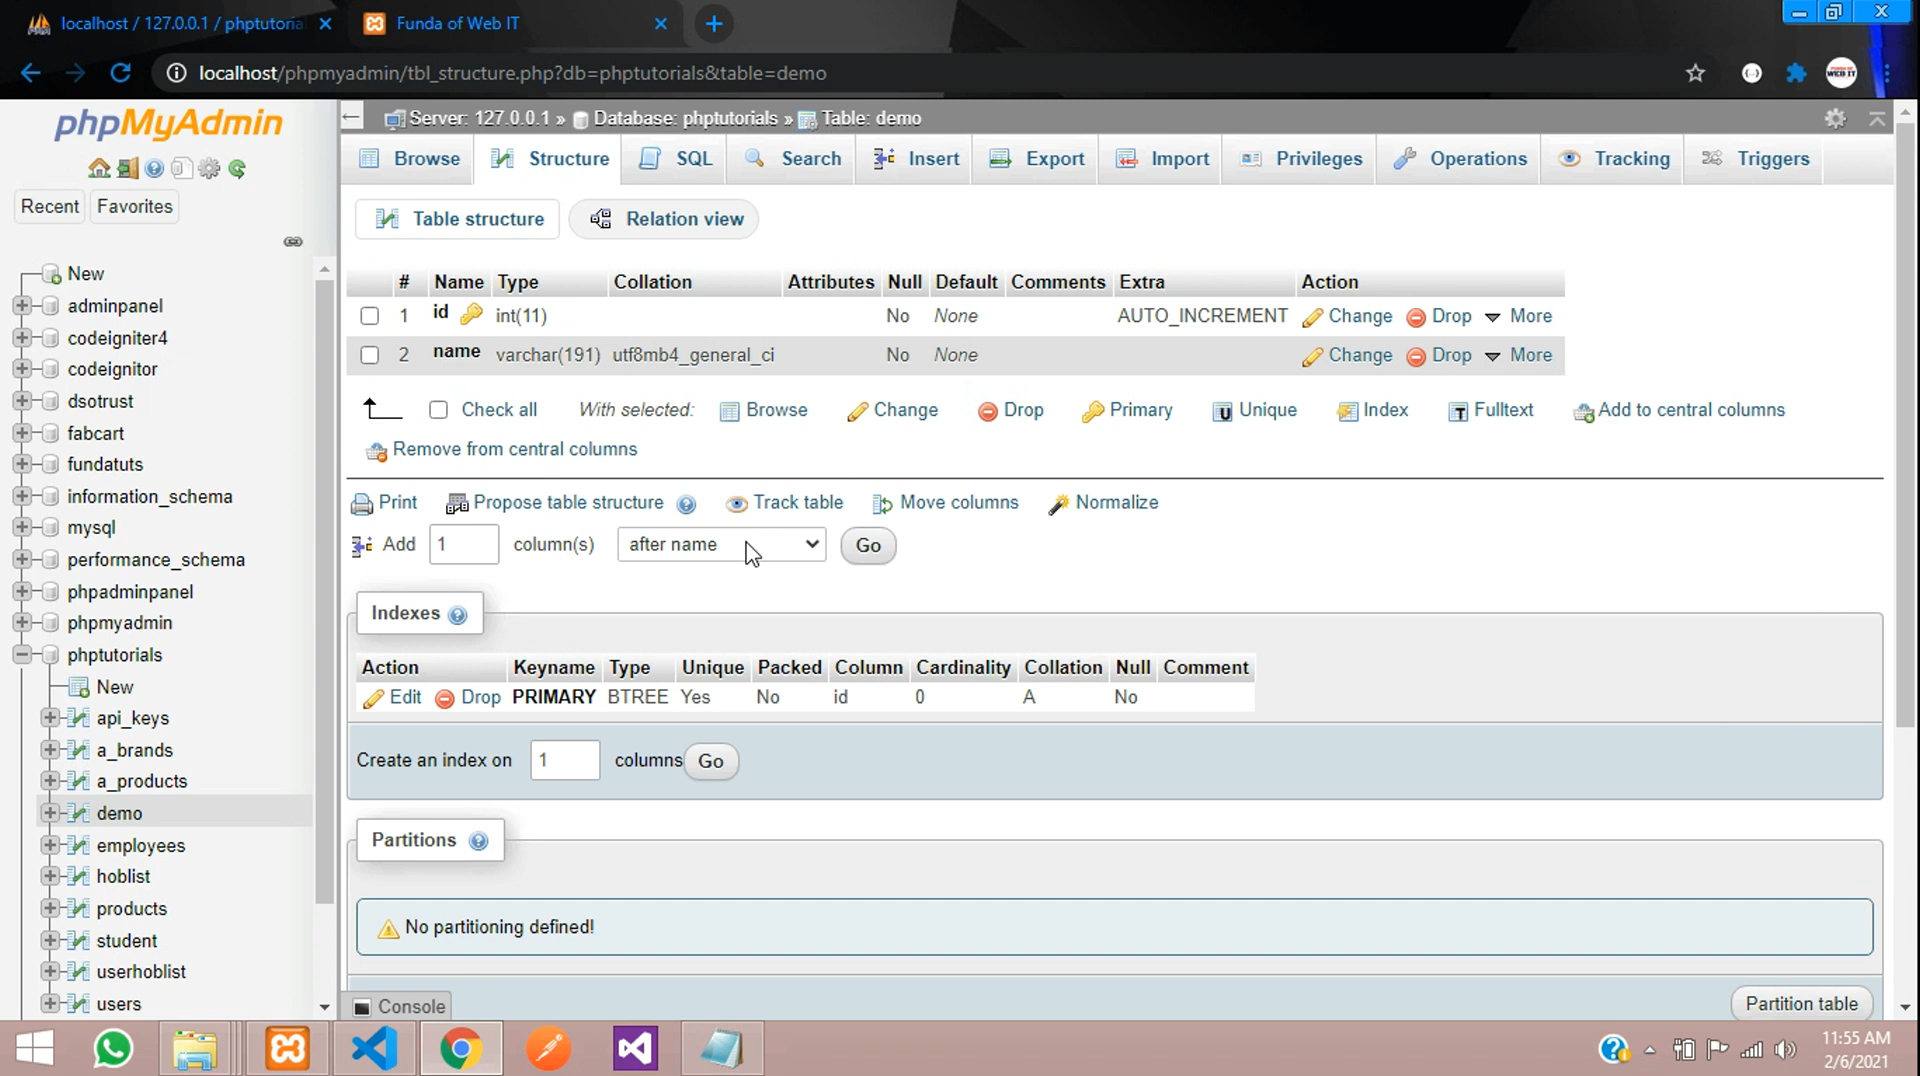 localhost / 127.0.0.1 / phptutoria
Funda of Web IT
localhost/phpmyadmin/tbl_structure.php?db=phptutorials&table=demo
phpMyAdmin
Recent
Favorites
New
adminpanel
codeigniter4
codeignitor
dsotrust
fabcart
fundatuts
information_schema
mysql
performance_schema
phpadminpanel
phpmyadmin
phptutorials
New
api_keys
a_brands
a_products
demo
employees
hoblist
products
student
userhoblist
users
Server: 127.0.0.1 » Database: phptutorials » Table: demo
Browse Structure SQL Search Insert Export Import Privileges Operations Tracking Triggers
Table structure Relation view
# Name Type Collation Attributes Null Default Comments Extra Action
1 id int(11) No None AUTO_INCREMENT Change Drop More
2 name varchar(191) utf8mb4_general_ci No None Change Drop More
Check all With selected: Browse Change Drop Primary Unique Index Fulltext Add to central columns
Remove from central columns
Print Propose table structure Track table Move columns Normalize
Add 1 column(s) after name Go
Indexes
Action Keyname Type Unique Packed Column Cardinality Collation Null Comment
Edit Drop PRIMARY BTREE Yes No id 0 A No
Create an index on 1 columns Go
Partitions
No partitioning defined!
Partition table
Console
11:55 AM
2/6/2021